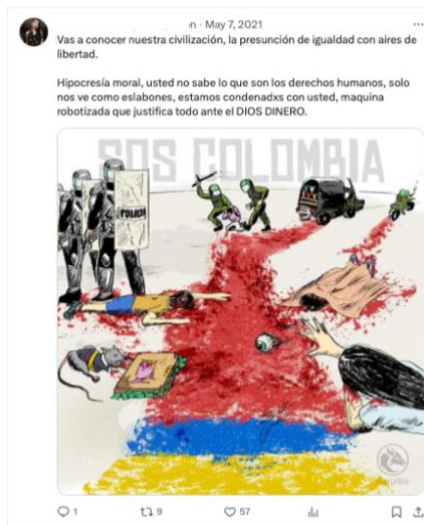 n · May 7, 2021
Vas a conocer nuestra civilización, la presunción de igualdad con aires de
libertad.
Hipocresía moral, usted no sabe lo que son los derechos humanos, solo
nos ve como eslabones, estamos condenadxs con usted, maquina
robotizada que justifica todo ante el DIOS DINERO.
SOS COLOMBIA
POLICIA
1
9
57